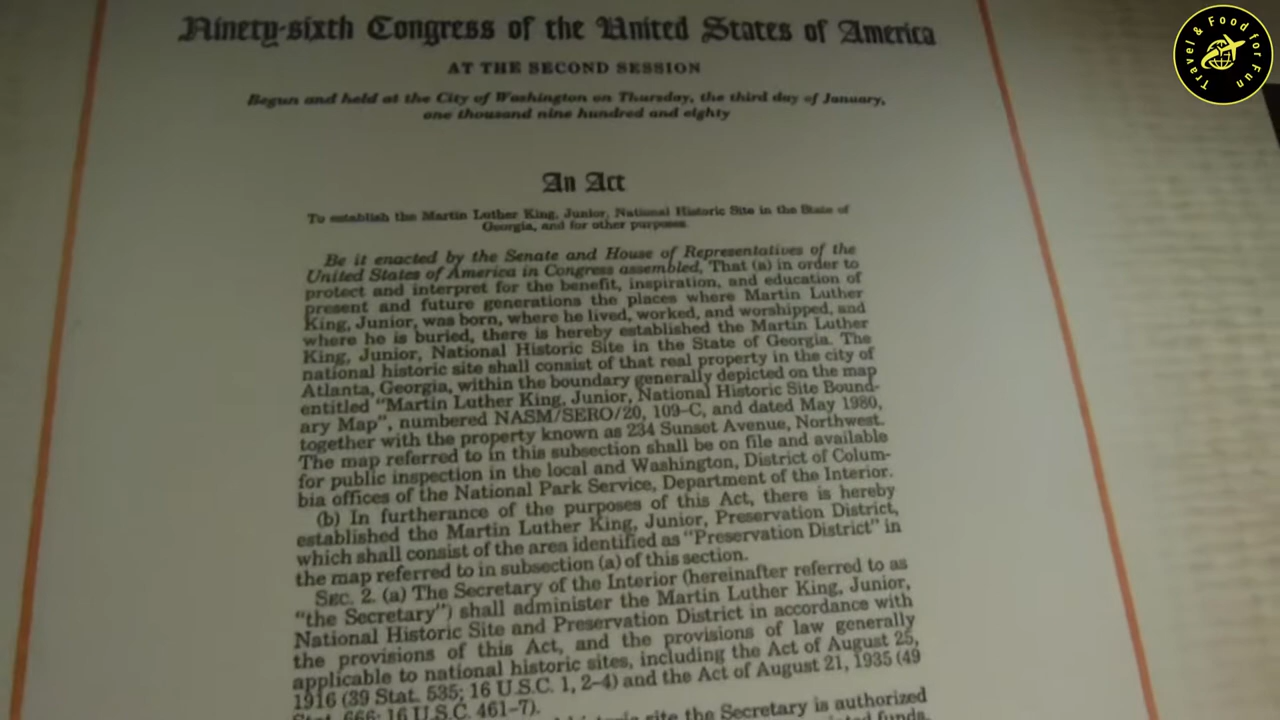 Ninety-sixth Congress of the United States of America
AT THE SECOND SESSION
Begun and held at the City of Washington on Thursday, the third day of January,
one thousand nine hundred and eighty
An Act
To establish the Martin Luther King, Junior, National Historic Site in the State of
Georgia, and for other purposes.
Be it enacted by the Senate and House of Representatives of the
United States of America in Congress assembled, That (a) in order to
protect and interpret for the benefit, inspiration, and education of
present and future generations the places where Martin Luther
King, Junior, was born, where he lived, worked, and worshipped, and
where he is buried, there is hereby established the Martin Luther
King, Junior, National Historic Site in the State of Georgia. The
national historic site shall consist of that real property in the city of
Atlanta, Georgia, within the boundary generally depicted on the map
entitled "Martin Luther King, Junior, National Historic Site Bound-
ary Map", numbered NASM/SERO/20, 109-C, and dated May 1980,
together with the property known as 234 Sunset Avenue, Northwest.
The map referred to in this subsection shall be on file and available
for public inspection in the local and Washington, District of Colum-
bia offices of the National Park Service, Department of the Interior.
(b) In furtherance of the purposes of this Act, there is hereby
established the Martin Luther King, Junior, Preservation District,
which shall consist of the area identified as "Preservation District" in
the map referred to in subsection (a) of this section.
SEC. 2. (a) The Secretary of the Interior (hereinafter referred to as
"the Secretary") shall administer the Martin Luther King, Junior,
National Historic Site and Preservation District in accordance with
the provisions of this Act, and the provisions of law generally
applicable to national historic sites, including the Act of August 25,
1916 (39 Stat. 535; 16 U.S.C. 1, 2-4) and the Act of August 21, 1935 (49
Stat. 666; 16 U.S.C. 461-7).
site the Secretary is authorized
funds,
Travel & Food for Fun